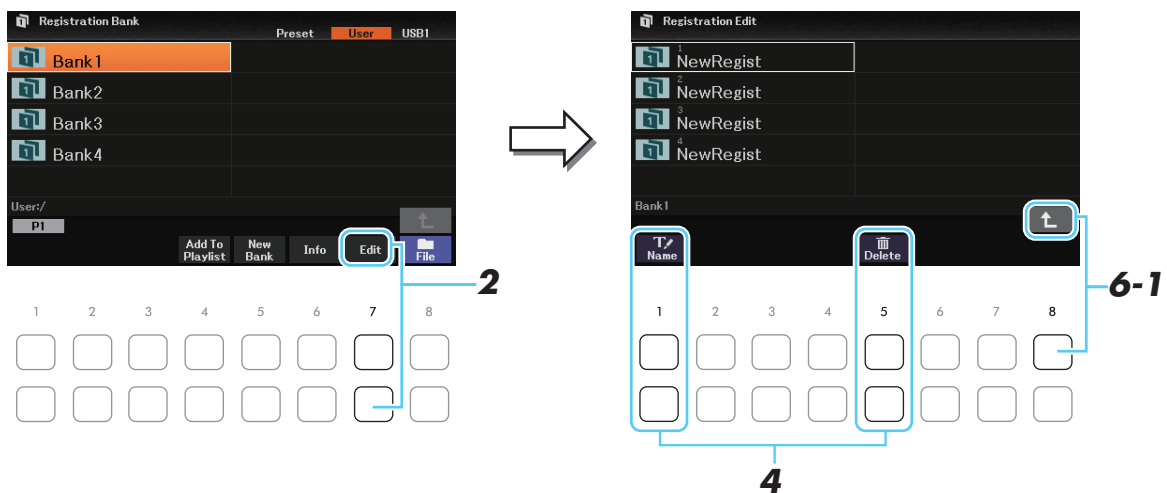 Registration Bank
Preset User USB1
Bank1
Bank2
Bank3
Bank4
User:/
P1
Add To Playlist
New Bank
Info
Edit
File
2
1 2 3 4 5 6 7 8
Registration Edit
1
NewRegist
2
NewRegist
3
NewRegist
4
NewRegist
Bank1
Name
Delete
6-1
1 2 3 4 5 6 7 8
4